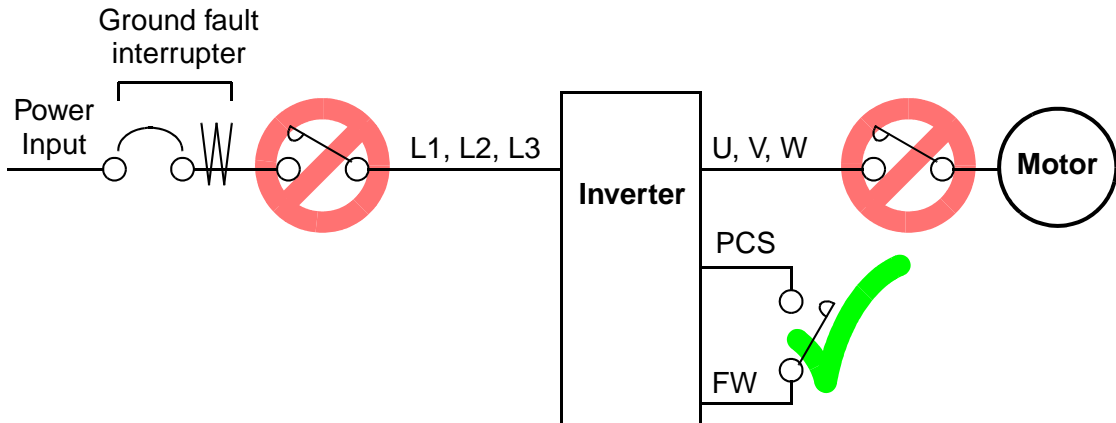 Ground fault
interrupter
Power
Input
L1, L2, L3
Inverter
U, V, W
Motor
PCS
FW